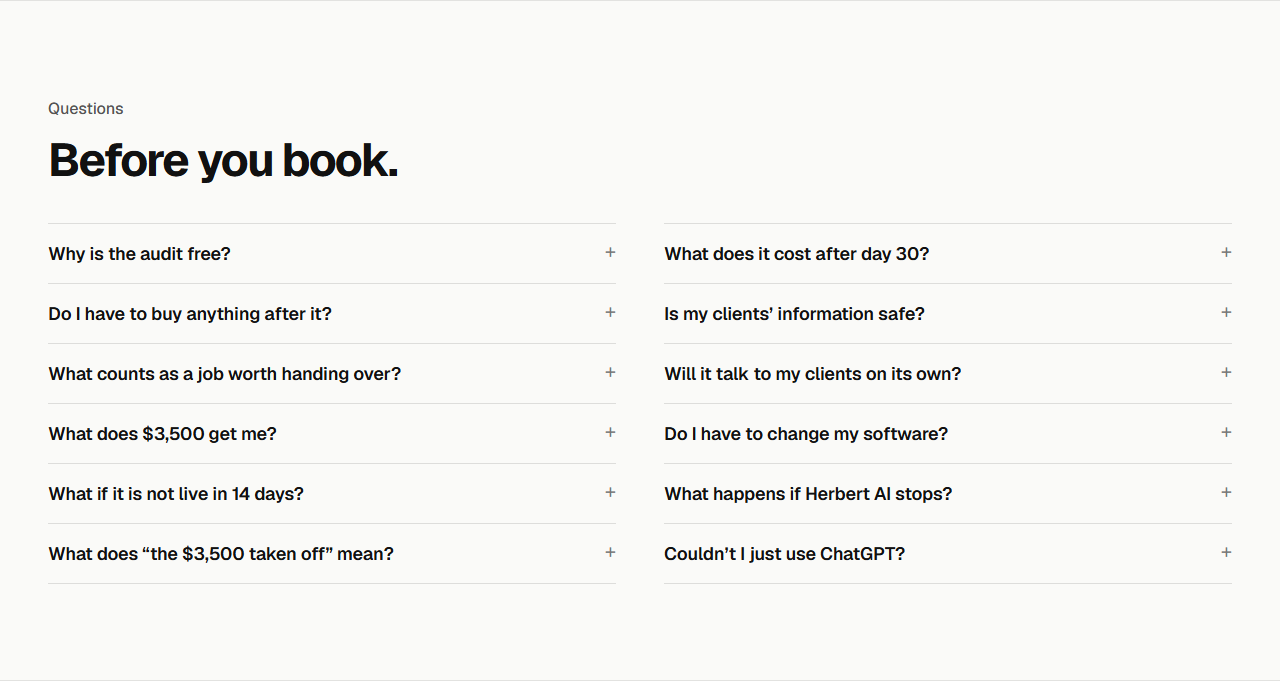 Questions
Before you book.
Why is the audit free?
Do I have to buy anything after it?
What counts as a job worth handing over?
What does $3,500 get me?
What if it is not live in 14 days?
What does “the $3,500 taken off” mean?
What does it cost after day 30?
Is my clients’ information safe?
Will it talk to my clients on its own?
Do I have to change my software?
What happens if Herbert AI stops?
Couldn’t I just use ChatGPT?